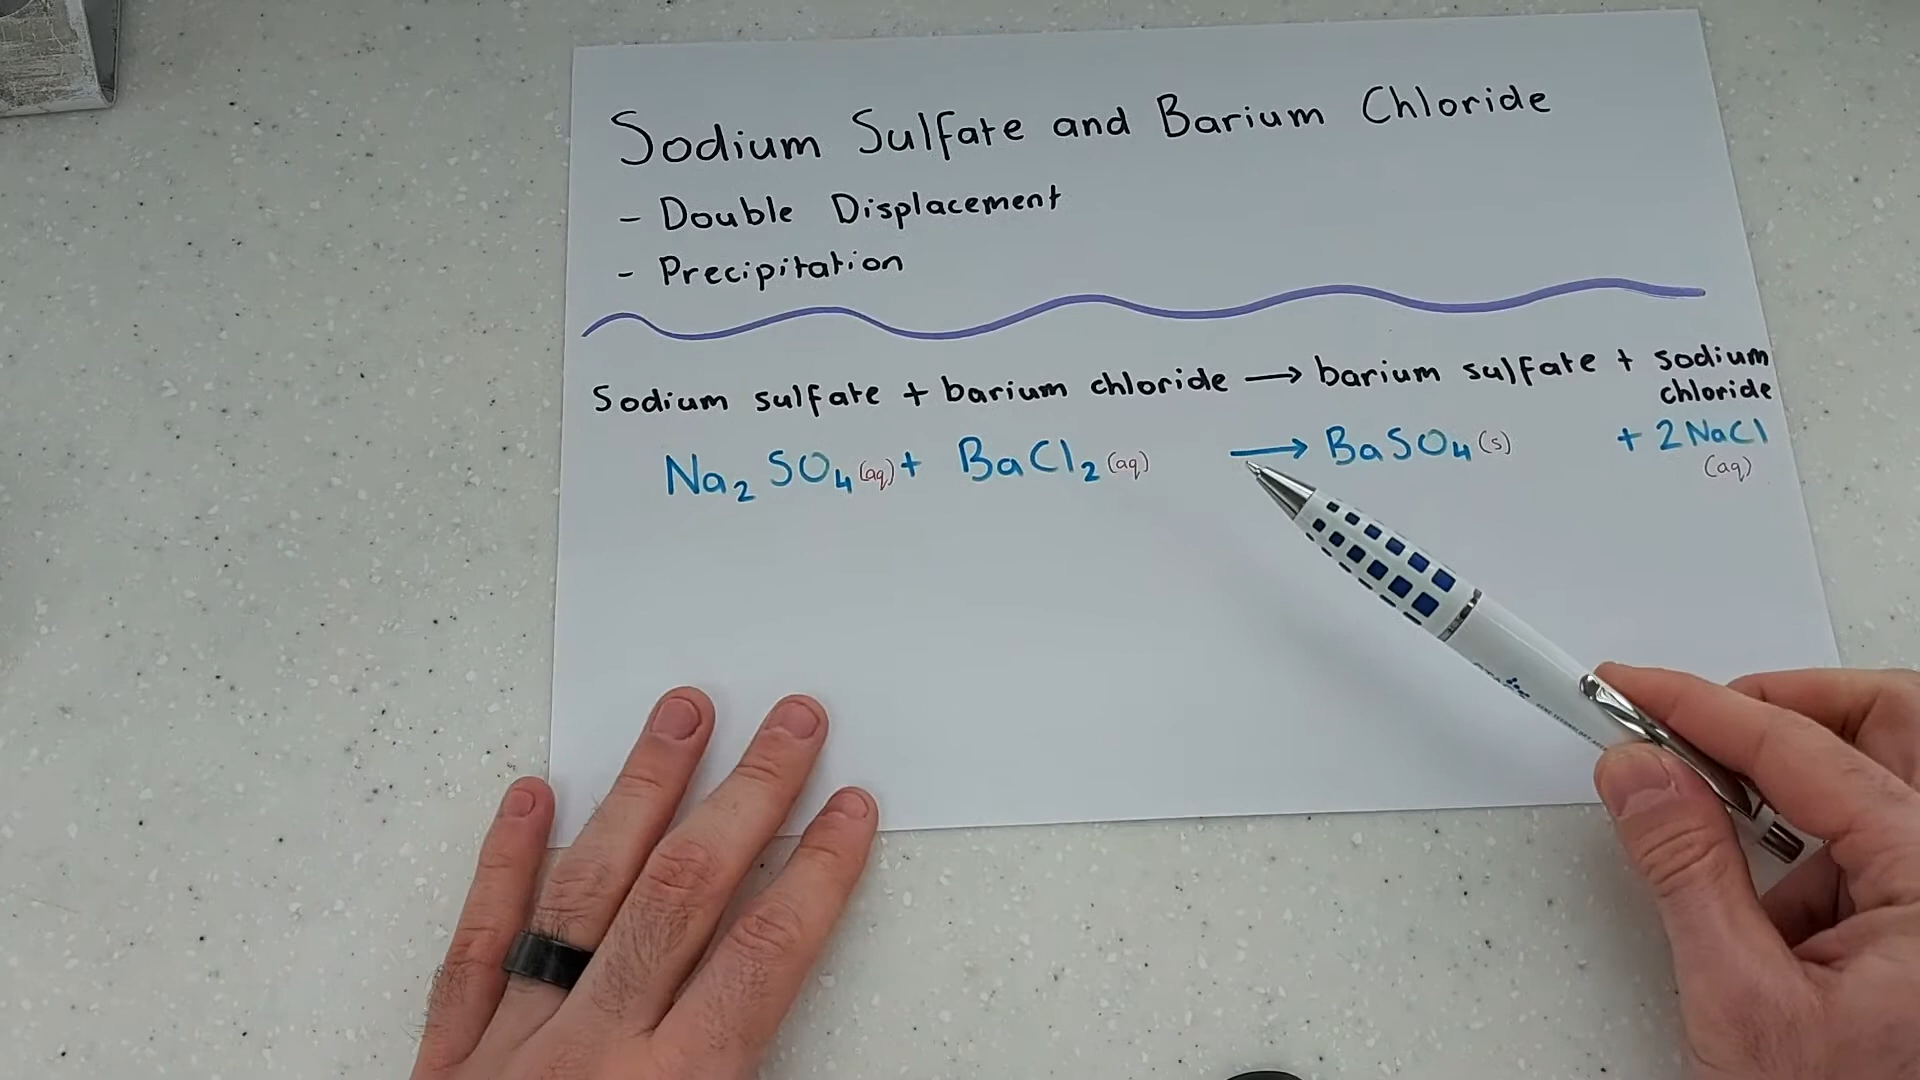 Sodium Sulfate and Barium Chloride
- Double Displacement
- Precipitation
Sodium sulfate + barium chloride → barium sulfate + sodium
chloride
Na₂SO₄(aq) + BaCl₂(aq) → BaSO₄(s) + 2NaCl
(aq)